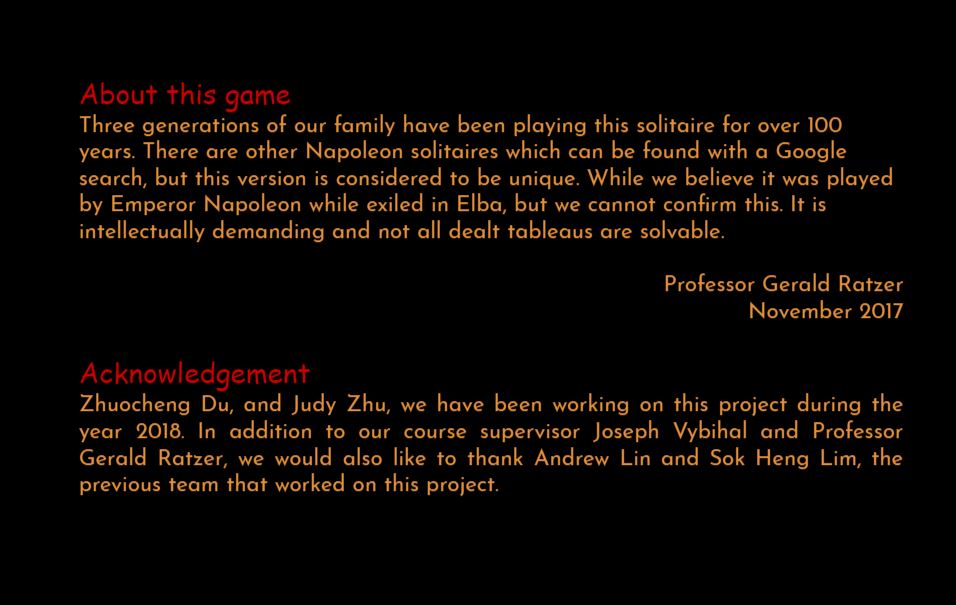 About this game
Three generations of our family have been playing this solitaire for over 100
years. There are other Napoleon solitaires which can be found with a Google
search, but this version is considered to be unique. While we believe it was played
by Emperor Napoleon while exiled in Elba, but we cannot confirm this. It is
intellectually demanding and not all dealt tableaus are solvable.
Professor Gerald Ratzer
November 2017
Acknowledgement
Zhuocheng Du, and Judy Zhu, we have been working on this project during the
year 2018. In addition to our course supervisor Joseph Vybihal and Professor
Gerald Ratzer, we would also like to thank Andrew Lin and Sok Heng Lim, the
previous team that worked on this project.